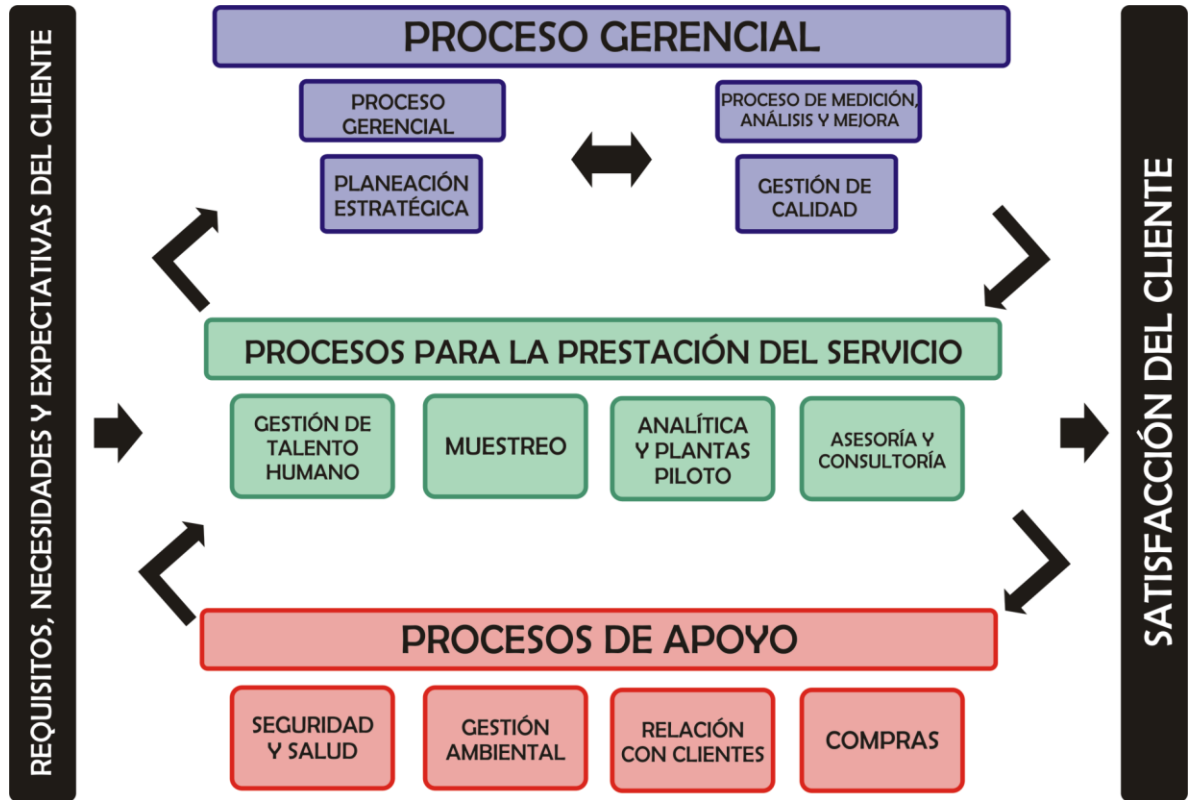 REQUISITOS, NECESIDADES Y EXPECTATIVAS DEL CLIENTE
PROCESO GERENCIAL
PROCESO
GERENCIAL
PROCESO DE MEDICIÓN,
ANÁLISIS Y MEJORA
PLANEACIÓN
ESTRATÉGICA
GESTIÓN DE
CALIDAD
PROCESOS PARA LA PRESTACIÓN DEL SERVICIO
GESTIÓN DE
TALENTO
HUMANO
MUESTREO
ANALÍTICA
Y PLANTAS
PILOTO
ASESORÍA Y
CONSULTORÍA
PROCESOS DE APOYO
SEGURIDAD
Y SALUD
GESTIÓN
AMBIENTAL
RELACIÓN
CON CLIENTES
COMPRAS
SATISFACCIÓN DEL CLIENTE